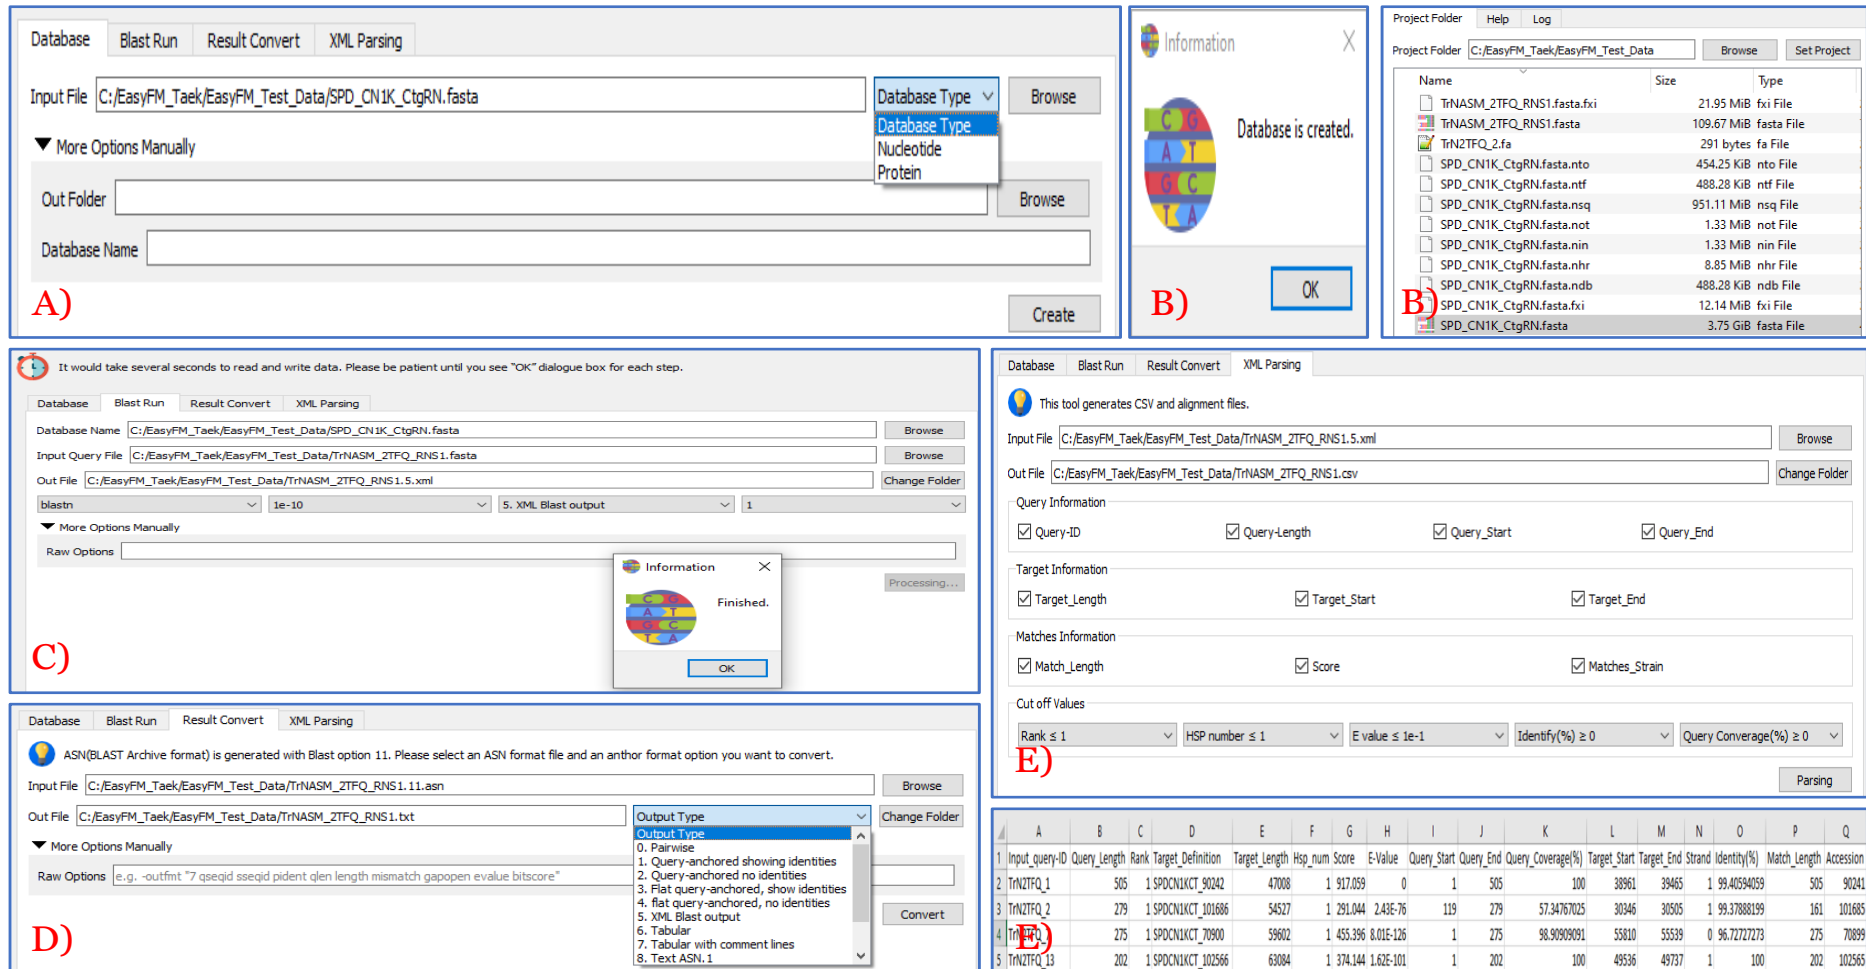 Database Blast Run Result Convert XML Parsing
Input File C:/EasyFM_Taek/EasyFM_Test_Data/SPD_CN1K_CtgRN.fasta Database Type Browse
Database Type
Nucleotide
Protein
More Options Manually
Out Folder Browse
Database Name
A) Create
Information
C G
A T
G C
T A
Database is created.
OK
B)
Project Folder Help Log
Project Folder C:/EasyFM_Taek/EasyFM_Test_Data Browse Set Project
Name Size Type
TrNASM_2TFQ_RNS1.fasta.fxi 21.95 MiB fxi File
TrNASM_2TFQ_RNS1.fasta 109.67 MiB fasta File
TrN2TFQ_2.fa 291 bytes fa File
SPD_CN1K_CtgRN.fasta.nto 454.25 KiB nto File
SPD_CN1K_CtgRN.fasta.ntf 488.28 KiB ntf File
SPD_CN1K_CtgRN.fasta.nsq 951.11 MiB nsq File
SPD_CN1K_CtgRN.fasta.not 1.33 MiB not File
SPD_CN1K_CtgRN.fasta.nin 1.33 MiB nin File
SPD_CN1K_CtgRN.fasta.nhr 8.85 MiB nhr File
SPD_CN1K_CtgRN.fasta.ndb 488.28 KiB ndb File
B) SPD_CN1K_CtgRN.fasta.fxi 12.14 MiB fxi File
SPD_CN1K_CtgRN.fasta 3.75 GiB fasta File
It would take several seconds to read and write data. Please be patient until you see "OK" dialogue box for each step.
Database Blast Run Result Convert XML Parsing
Database Name C:/EasyFM_Taek/EasyFM_Test_Data/SPD_CN1K_CtgRN.fasta Browse
Input Query File C:/EasyFM_Taek/EasyFM_Test_Data/TrNASM_2TFQ_RNS1.fasta Browse
Out File C:/EasyFM_Taek/EasyFM_Test_Data/TrNASM_2TFQ_RNS1.5.xml Change Folder
blastn 1e-10 5. XML Blast output 1
More Options Manually
Raw Options
Processing...
Information
C G
A T
G C
T A
Finished.
OK
C)
Database Blast Run Result Convert XML Parsing
ASN(BLAST Archive format) is generated with Blast option 11. Please select an ASN format file and an anthor format option you want to convert.
Input File C:/EasyFM_Taek/EasyFM_Test_Data/TrNASM_2TFQ_RNS1.11.asn Browse
Out File C:/EasyFM_Taek/EasyFM_Test_Data/TrNASM_2TFQ_RNS1.txt Output Type Change Folder
Output Type
0. Pairwise
1. Query-anchored showing identities
2. Query-anchored no identities
3. Flat query-anchored, show identities
4. flat query-anchored, no identities
5. XML Blast output
6. Tabular
7. Tabular with comment lines
8. Text ASN.1
More Options Manually
Raw Options e.g. -outfmt "7 qseqid sseqid pident qlen length mismatch gapopen evalue bitscore"
Convert
D)
Database Blast Run Result Convert XML Parsing
This tool generates CSV and alignment files.
Input File C:/EasyFM_Taek/EasyFM_Test_Data/TrNASM_2TFQ_RNS1.5.xml Browse
Out File C:/EasyFM_Taek/EasyFM_Test_Data/TrNASM_2TFQ_RNS1.csv Change Folder
Query Information
Query-ID Query-Length Query_Start Query_End
Target Information
Target_Length Target_Start Target_End
Matches Information
Match_Length Score Matches_Strain
Cut off Values
Rank ≤ 1 HSP number ≤ 1 E value ≤ 1e-1 Identify(%) ≥ 0 Query Converage(%) ≥ 0
E)
Parsing
A B C D E F G H I J K L M N O P Q
1 Input_query-ID Query_Length Rank Target_Definition Target_Length Hsp_num Score E-Value Query_Start Query_End Query_Coverage(%) Target_Start Target_End Strand Identity(%) Match_Length Accession
2 TrN2TFQ_1 505 1 SPDCN1KCT_90242 47008 1 917.059 0 1 505 100 38961 39465 1 99.40594059 505 90241
3 TrN2TFQ_2 279 1 SPDCN1KCT_101686 54527 1 291.044 2.43E-76 119 279 57.34767025 30346 30505 1 99.37888199 161 101685
4 TrN2TFQ_7 275 1 SPDCN1KCT_70900 59602 1 455.396 8.01E-126 1 275 98.90909091 55810 55539 0 96.72727273 275 70899
E)
5 TrN2TFQ_13 202 1 SPDCN1KCT_102566 63084 1 374.144 1.62E-101 1 202 100 49536 49737 1 100 202 102565